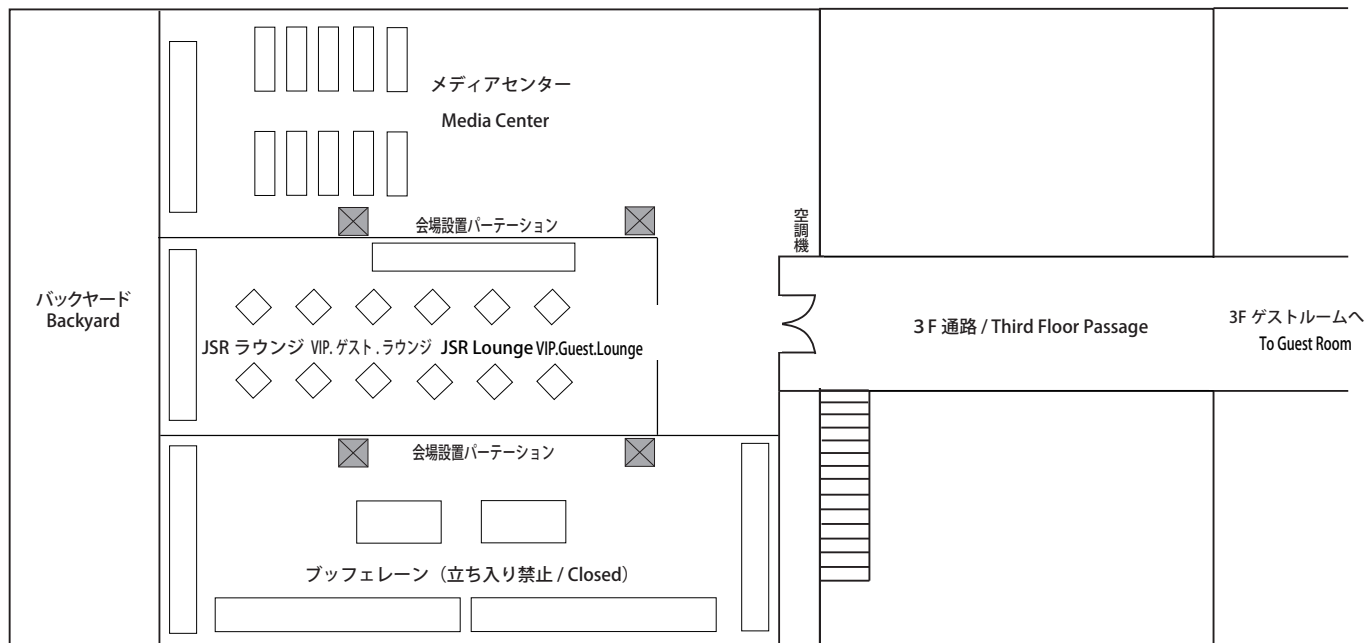 メディアセンター
Media Center
会場設置パーテーション
空調機
バックヤード
Backyard
JSR ラウンジ VIP. ゲスト . ラウンジ JSR Lounge VIP.Guest.Lounge
３F 通路 / Third Floor Passage
3F ゲストルームへ
To Guest Room
会場設置パーテーション
ブッフェレーン（立ち入り禁止 / Closed）